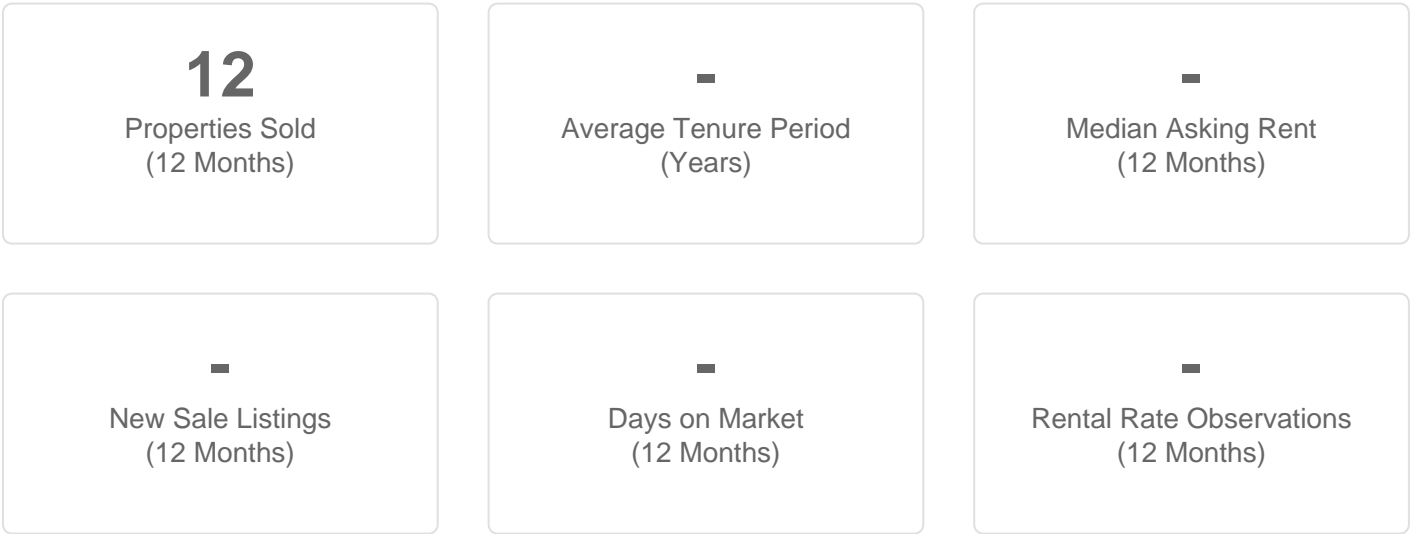 12
Properties Sold
(12 Months)
-
Average Tenure Period
(Years)
-
Median Asking Rent
(12 Months)
-
New Sale Listings
(12 Months)
-
Days on Market
(12 Months)
-
Rental Rate Observations
(12 Months)